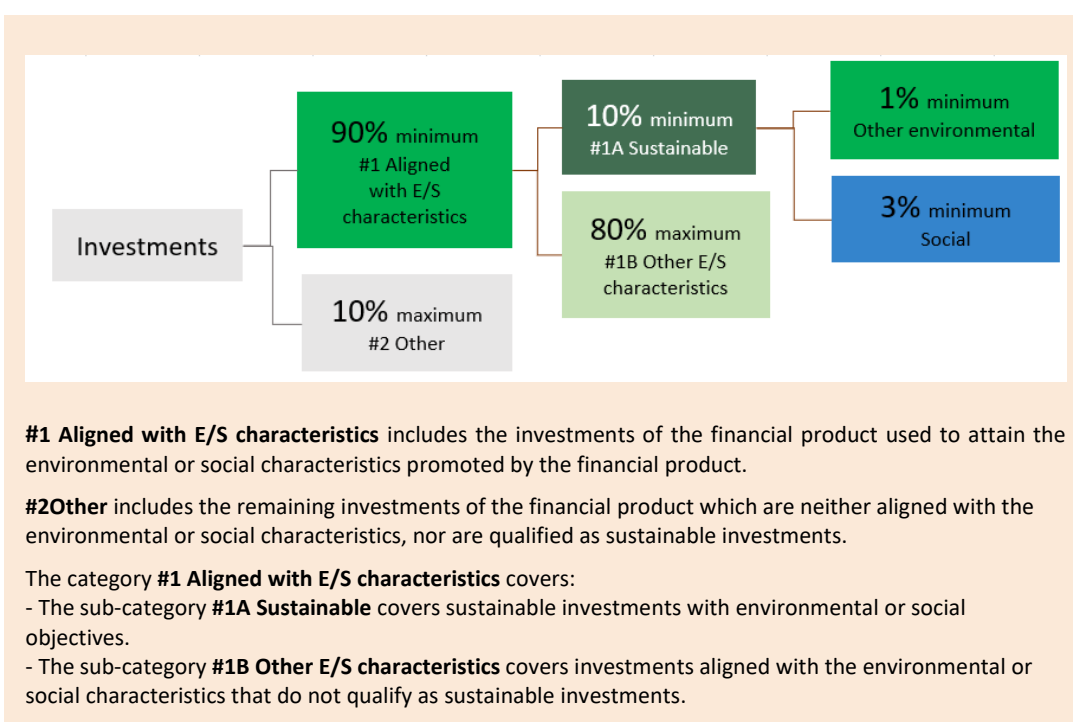 Investments
90% minimum
#1 Aligned
with E/S
characteristics
10% maximum
#2 Other
10% minimum
#1A Sustainable
80% maximum
#1B Other E/S
characteristics
1% minimum
Other environmental
3% minimum
Social
#1 Aligned with E/S characteristics includes the investments of the financial product used to attain the
environmental or social characteristics promoted by the financial product.
#2Other includes the remaining investments of the financial product which are neither aligned with the
environmental or social characteristics, nor are qualified as sustainable investments.
The category #1 Aligned with E/S characteristics covers:
- The sub-category #1A Sustainable covers sustainable investments with environmental or social
objectives.
- The sub-category #1B Other E/S characteristics covers investments aligned with the environmental or
social characteristics that do not qualify as sustainable investments.